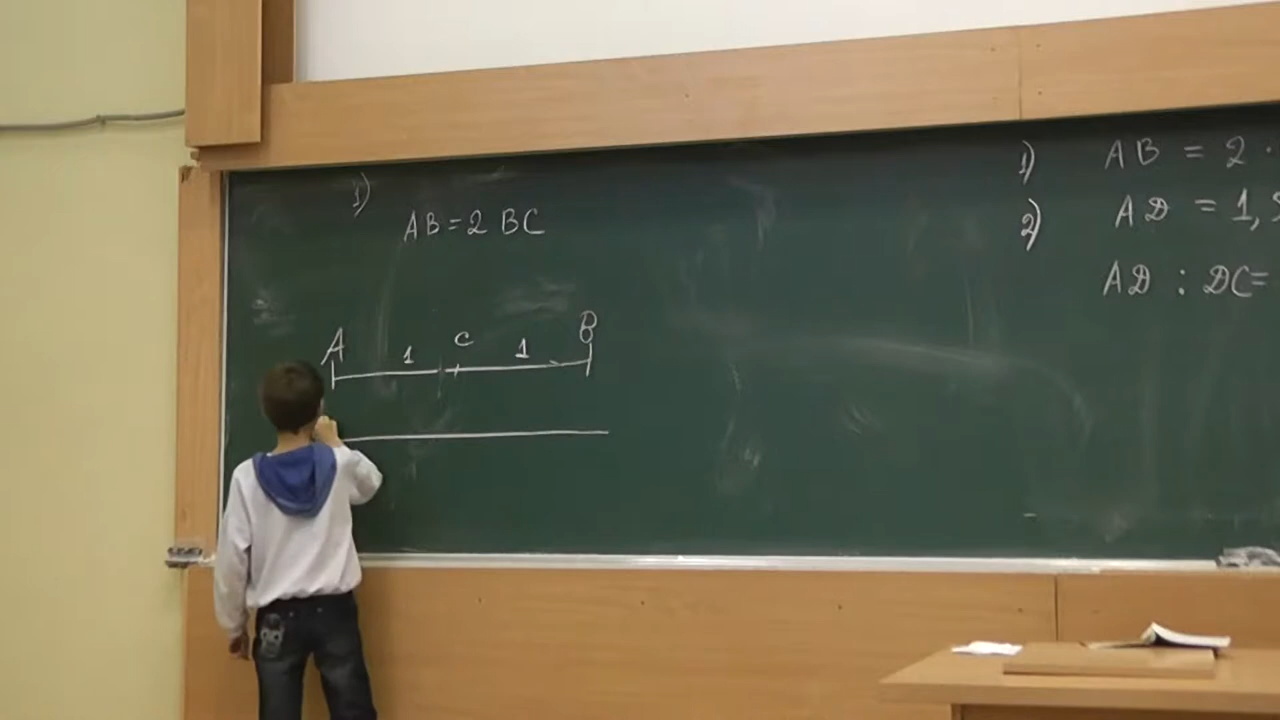 1)
AB = 2 BC
A 1 C 1 B
1) AB = 2 ·
2) AD = 1,
AD : DC =